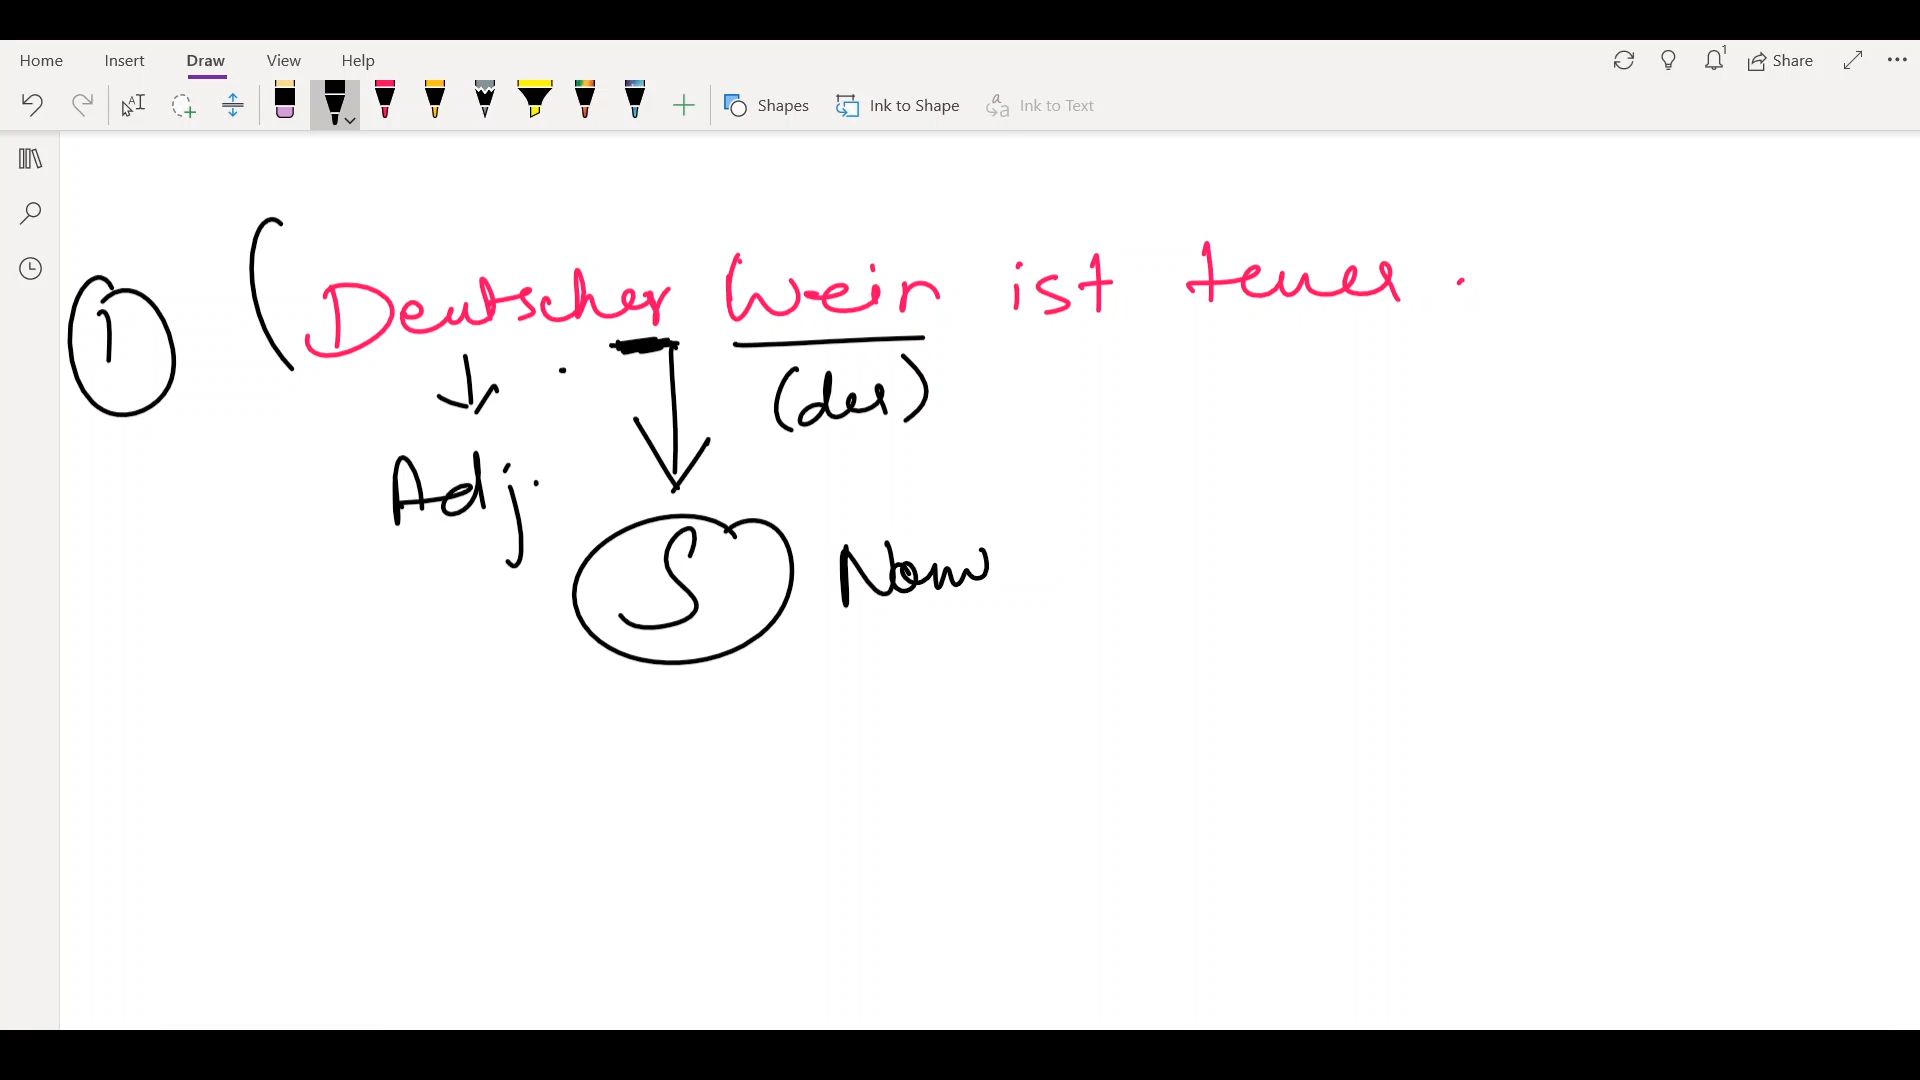 Home Insert Draw View Help 1 Share
Shapes Ink to Shape Ink to Text
① (Deutscher Wein ist teuer.
(der)
Adj.
S Nom